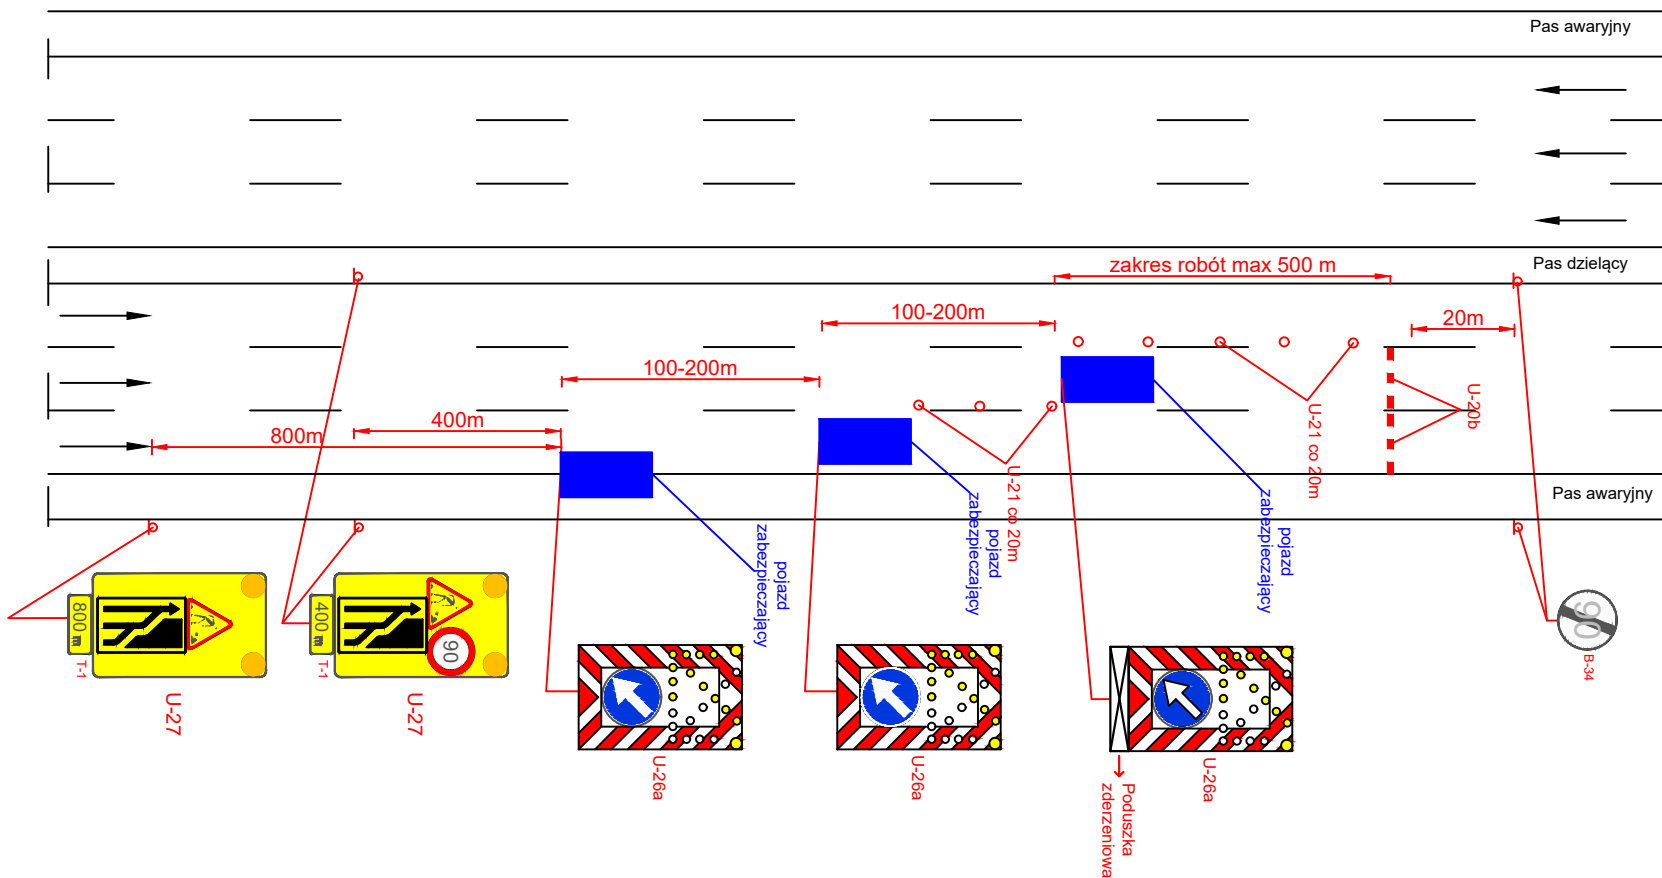 Pas awaryjny
Pas dzielący
zakres robót max 500 m
100-200m
20m
100-200m
400m
800m
U-20b
U-21 co 20m
U-21 co 20m
Pas awaryjny
pojazd
zabezpieczający
pojazd
zabezpieczający
pojazd
zabezpieczający
800 m
T-1
U-27
400 m
90
T-1
U-27
U-26a
U-26a
U-26a
Poduszka
zderzeniowa
90
B-34